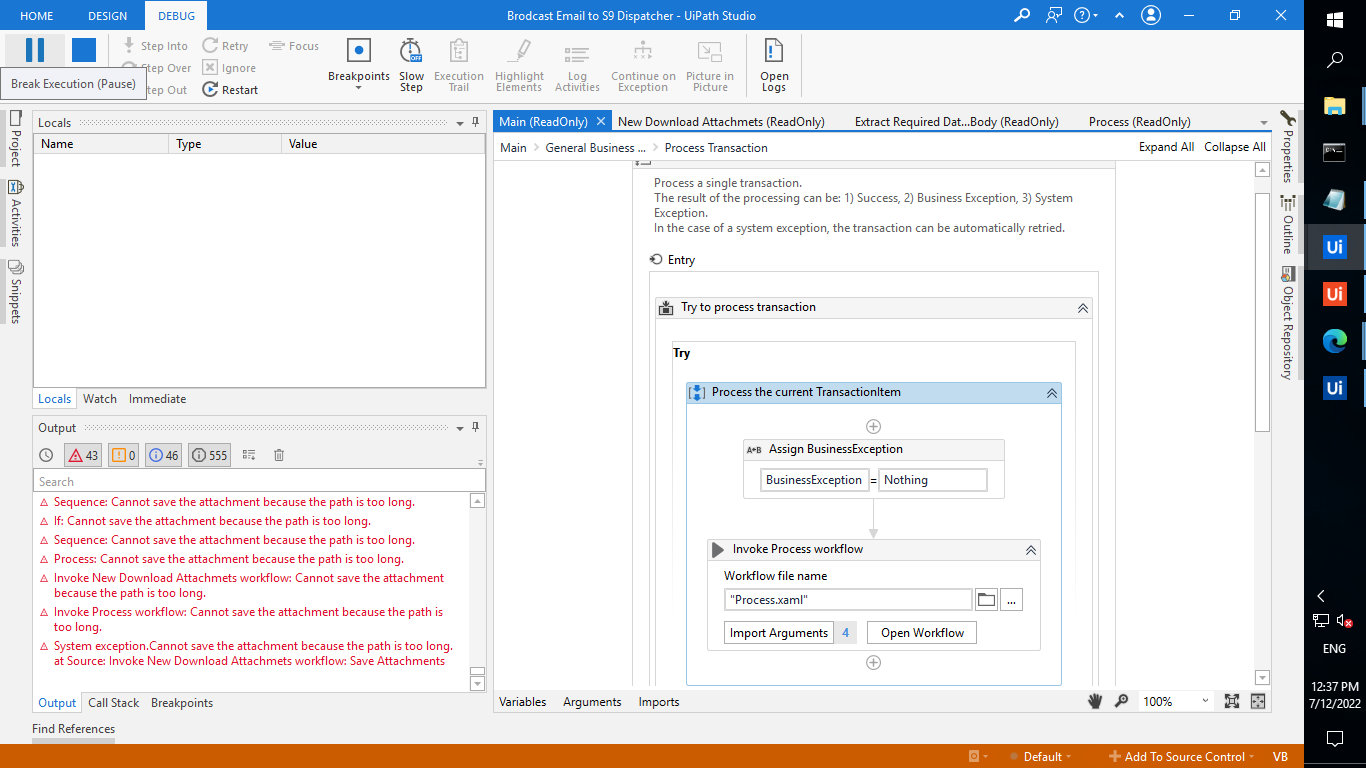 HOME DESIGN DEBUG Brodcast Email to S9 Dispatcher - UiPath Studio
Step Into Retry Focus
Step Over Ignore
Step Out Restart
Break Execution (Pause)
Breakpoints Slow Step Execution Trail Highlight Elements Log Activities Continue on Exception Picture in Picture Open Logs
OFF
Project
Activities
Snippets
Locals
Name Type Value
Locals Watch Immediate
Output
43 0 46 555
Search
Sequence: Cannot save the attachment because the path is too long.
If: Cannot save the attachment because the path is too long.
Sequence: Cannot save the attachment because the path is too long.
Process: Cannot save the attachment because the path is too long.
Invoke New Download Attachmets workflow: Cannot save the attachment
because the path is too long.
Invoke Process workflow: Cannot save the attachment because the path is
too long.
System exception.Cannot save the attachment because the path is too long.
at Source: Invoke New Download Attachmets workflow: Save Attachments
Output Call Stack Breakpoints
Find References
Main (ReadOnly) New Download Attachmets (ReadOnly) Extract Required Dat...Body (ReadOnly) Process (ReadOnly)
Main General Business ... Process Transaction Expand All Collapse All
Process a single transaction.
The result of the processing can be: 1) Success, 2) Business Exception, 3) System
Exception.
In the case of a system exception, the transaction can be automatically retried.
Entry
Try to process transaction
Try
Process the current TransactionItem
A*B Assign BusinessException
BusinessException = Nothing
Invoke Process workflow
Workflow file name
"Process.xaml" ...
Import Arguments 4 Open Workflow
Variables Arguments Imports 100%
Properties
Outline
Object Repository
Default Add To Source Control VB
Ui
Ui
Ui
ENG
12:37 PM
7/12/2022